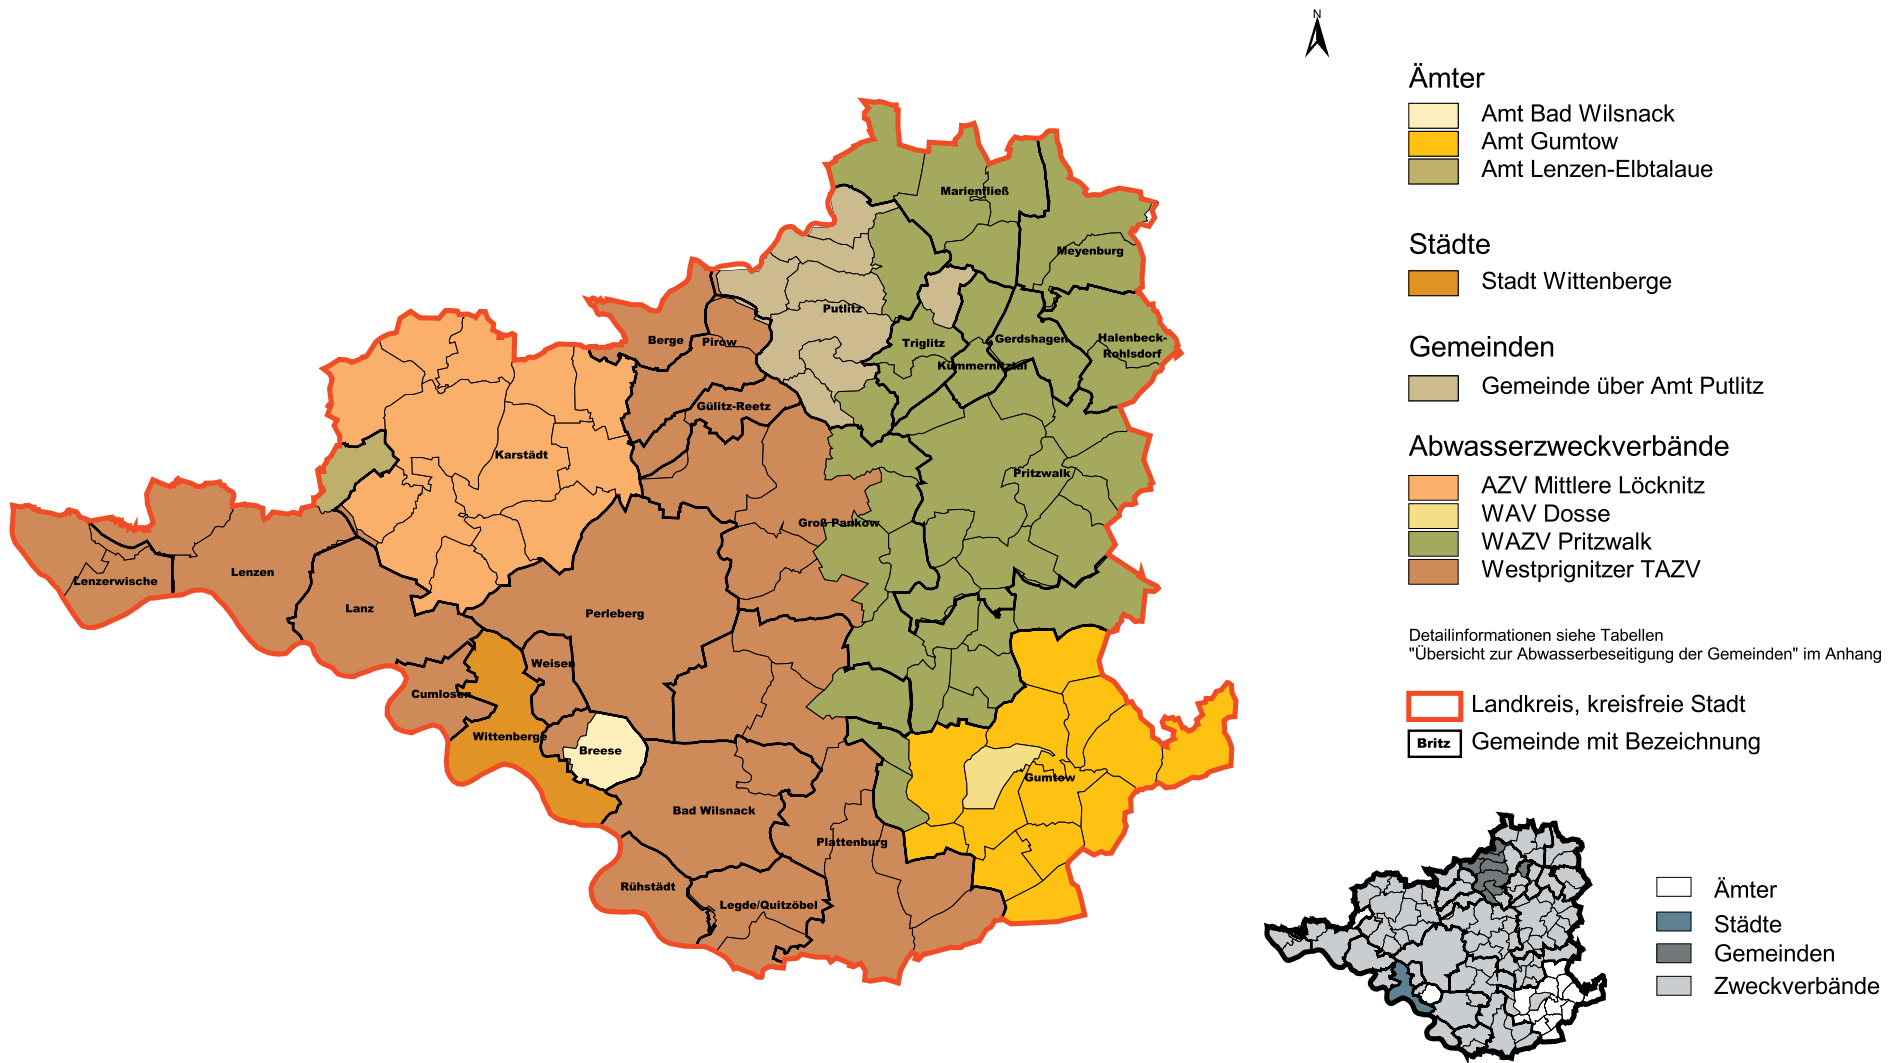 N
Ämter
Amt Bad Wilsnack
Amt Gumtow
Amt Lenzen-Elbtalaue
Städte
Stadt Wittenberge
Gemeinden
Gemeinde über Amt Putlitz
Abwasserzweckverbände
AZV Mittlere Löcknitz
WAV Dosse
WAZV Pritzwalk
Westprignitzer TAZV
Detailinformationen siehe Tabellen
"Übersicht zur Abwasserbeseitigung der Gemeinden" im Anhang
Landkreis, kreisfreie Stadt
Britz Gemeinde mit Bezeichnung
Marienfließ
Meyenburg
Putlitz
Berge
Pirow
Triglitz
Gerdshagen
Halenbeck-
Rohlsdorf
Kümmernitztal
Gülitz-Reetz
Karstädt
Pritzwalk
Groß Pankow
Lenzerwische
Lenzen
Lanz
Perleberg
Weisen
Cumlosen
Wittenberge
Breese
Gumtow
Bad Wilsnack
Plattenburg
Rühstädt
Legde/Quitzöbel
Ämter
Städte
Gemeinden
Zweckverbände